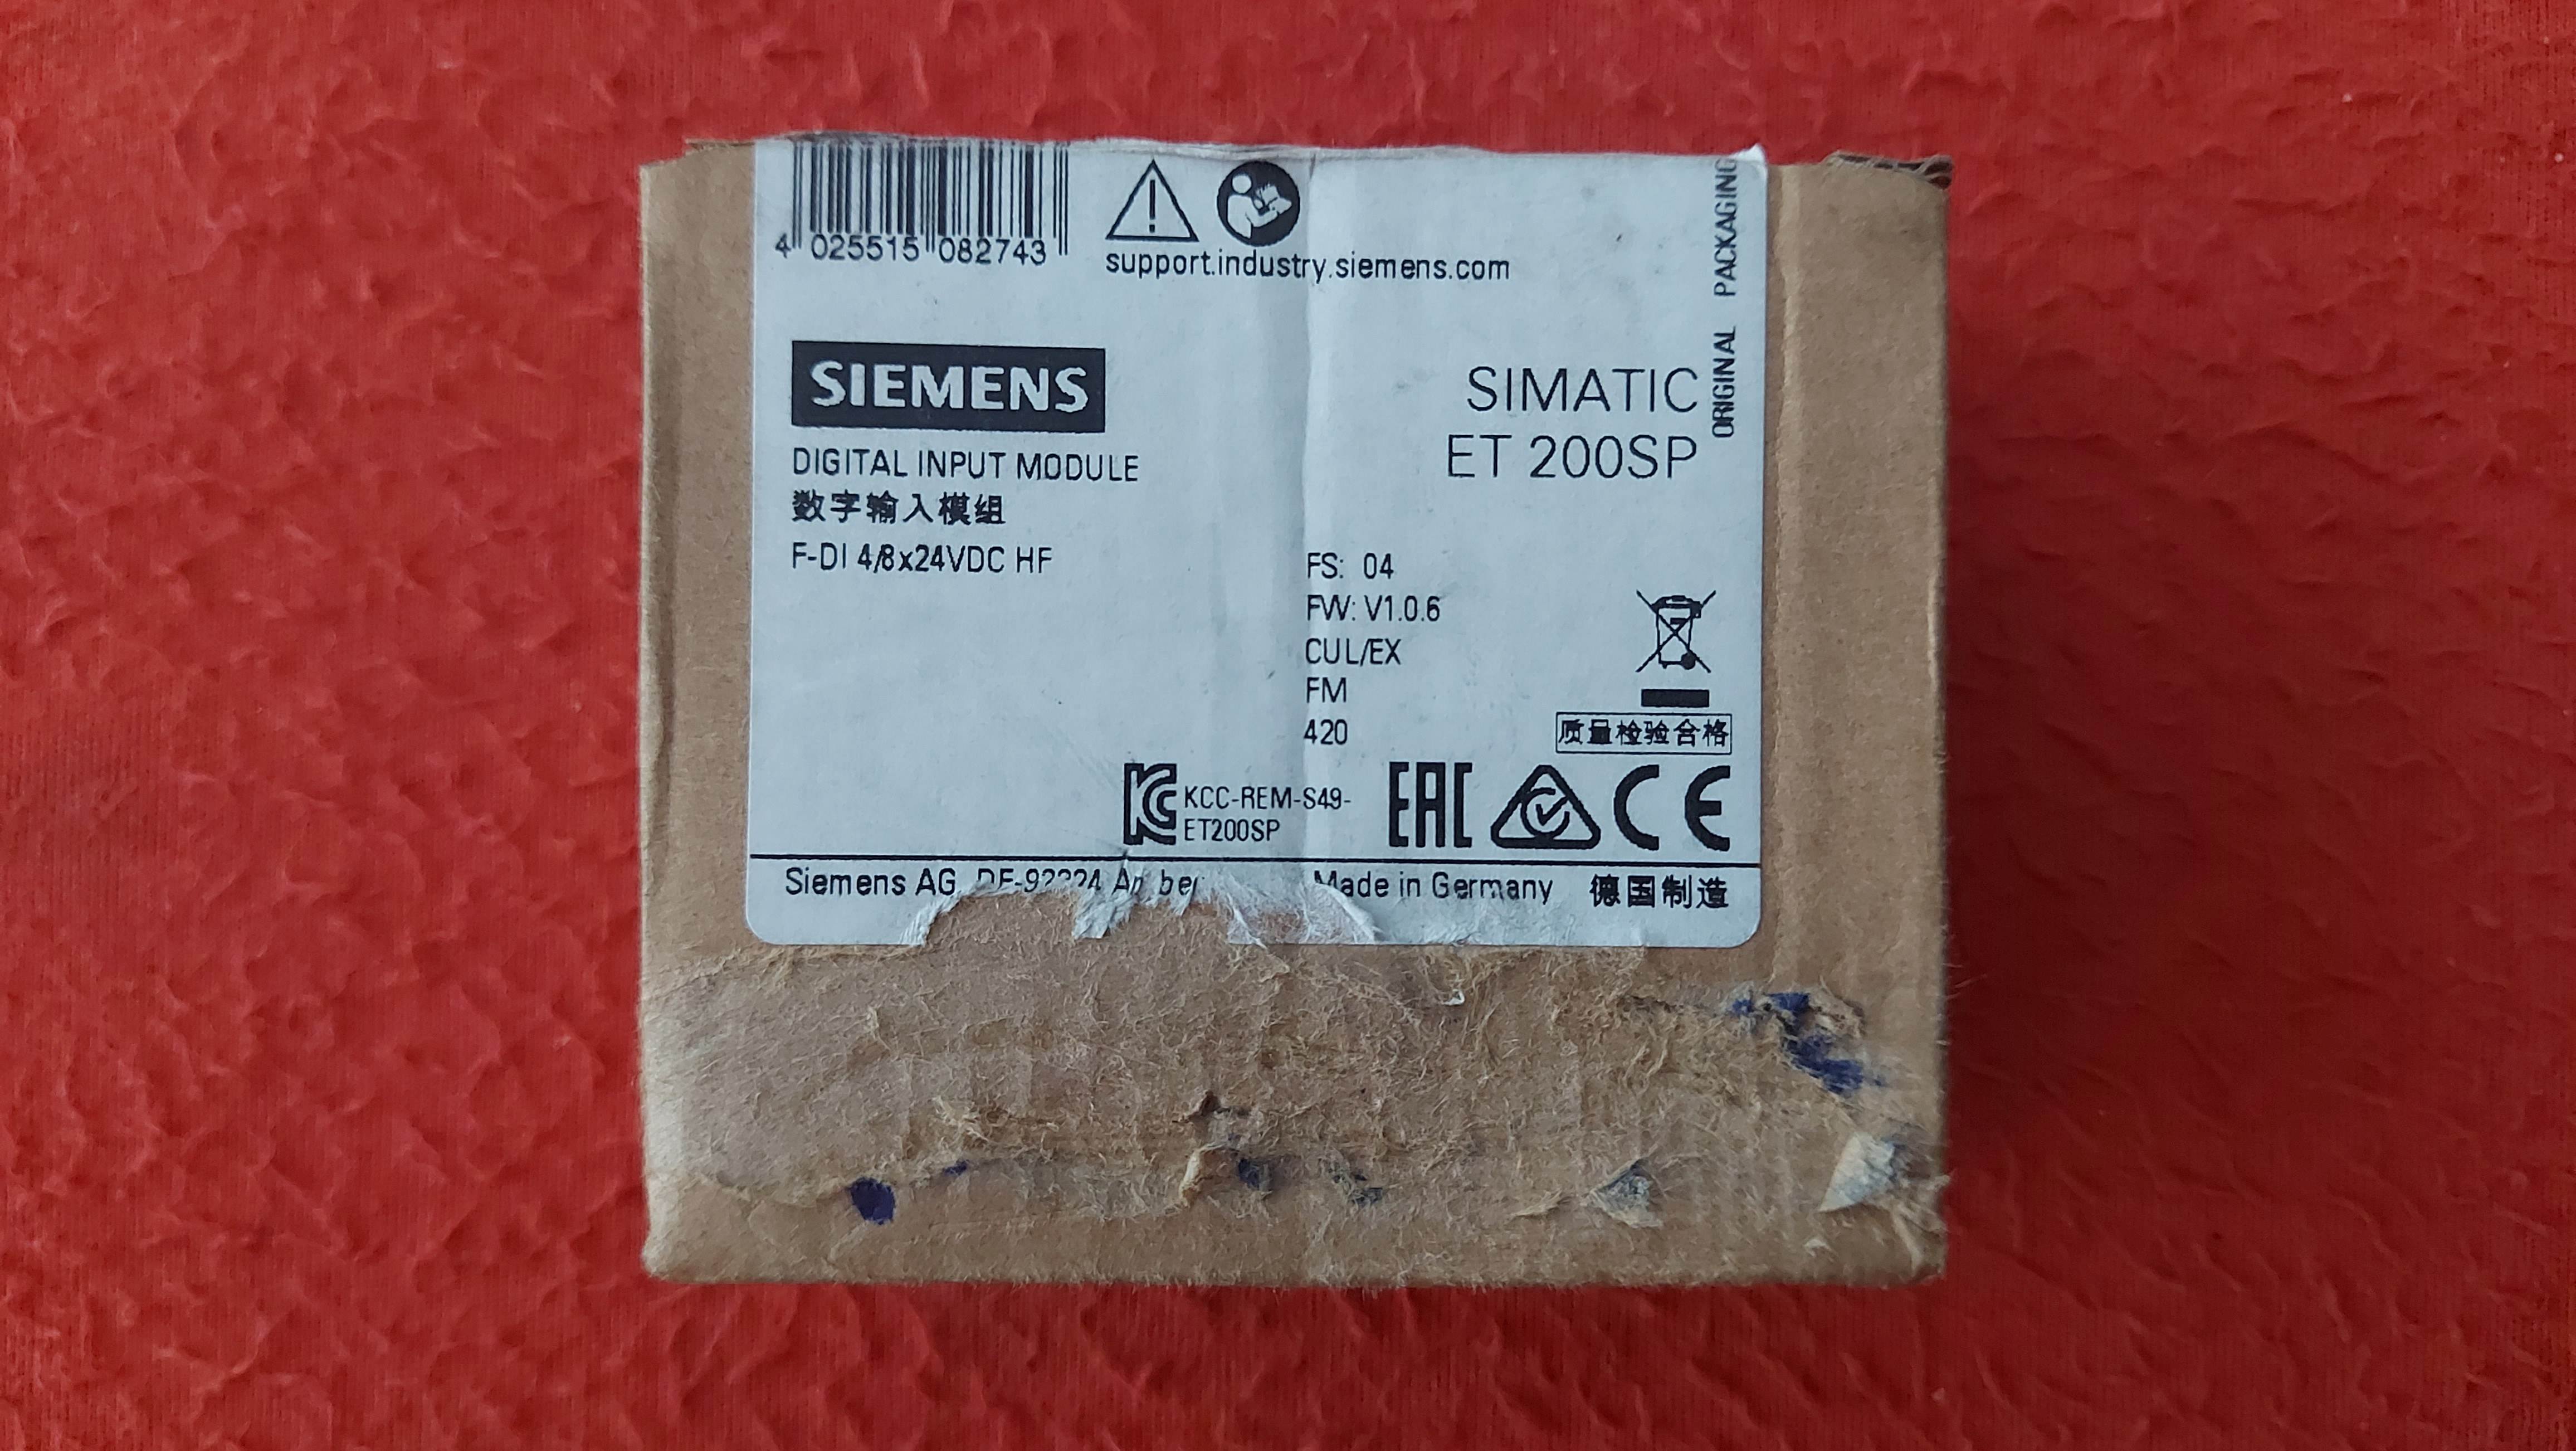 4 025515 082743
support.industry.siemens.com
ORIGINAL PACKAGING
SIEMENS
SIMATIC
ET 200SP
DIGITAL INPUT MODULE
数字输入模组
F-DI 4/8x24VDC HF
FS: 04
FW: V1.0.6
CUL/EX
FM
420
质量检验合格
KCC-REM-S49-
ET200SP
EAC
CE
Siemens AG, Made in Germany 德国制造